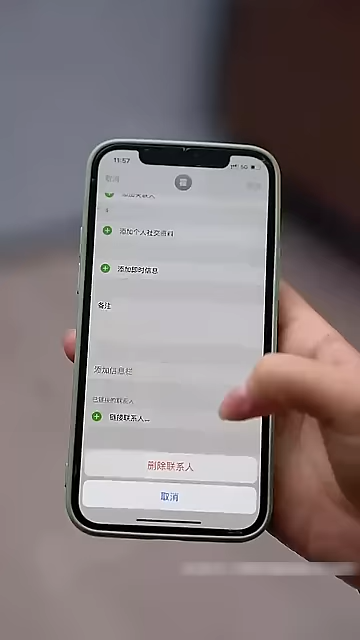 11:57
5G
取消
添加个人社交资料
添加即时信息
备注
添加信息栏
已链接的联系人
链接联系人...
删除联系人
取消